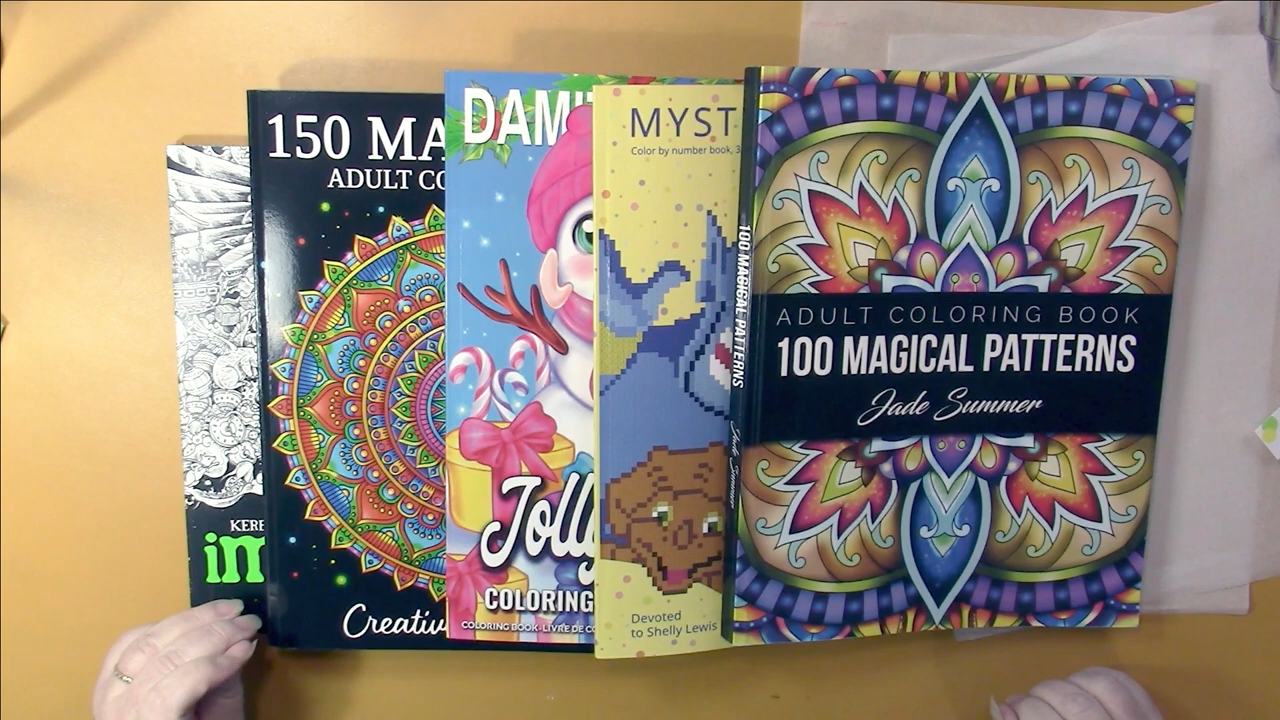 KERB
im
150 MA
ADULT CO
Creativ
DAMI
Jolly
COLORING
COLORING BOOK · LIVRE DE CO
MYST
Color by number book, 3
Devoted
to Shelly Lewis
100 MAGICAL PATTERNS
Jade Summer
ADULT COLORING BOOK
100 MAGICAL PATTERNS
Jade Summer